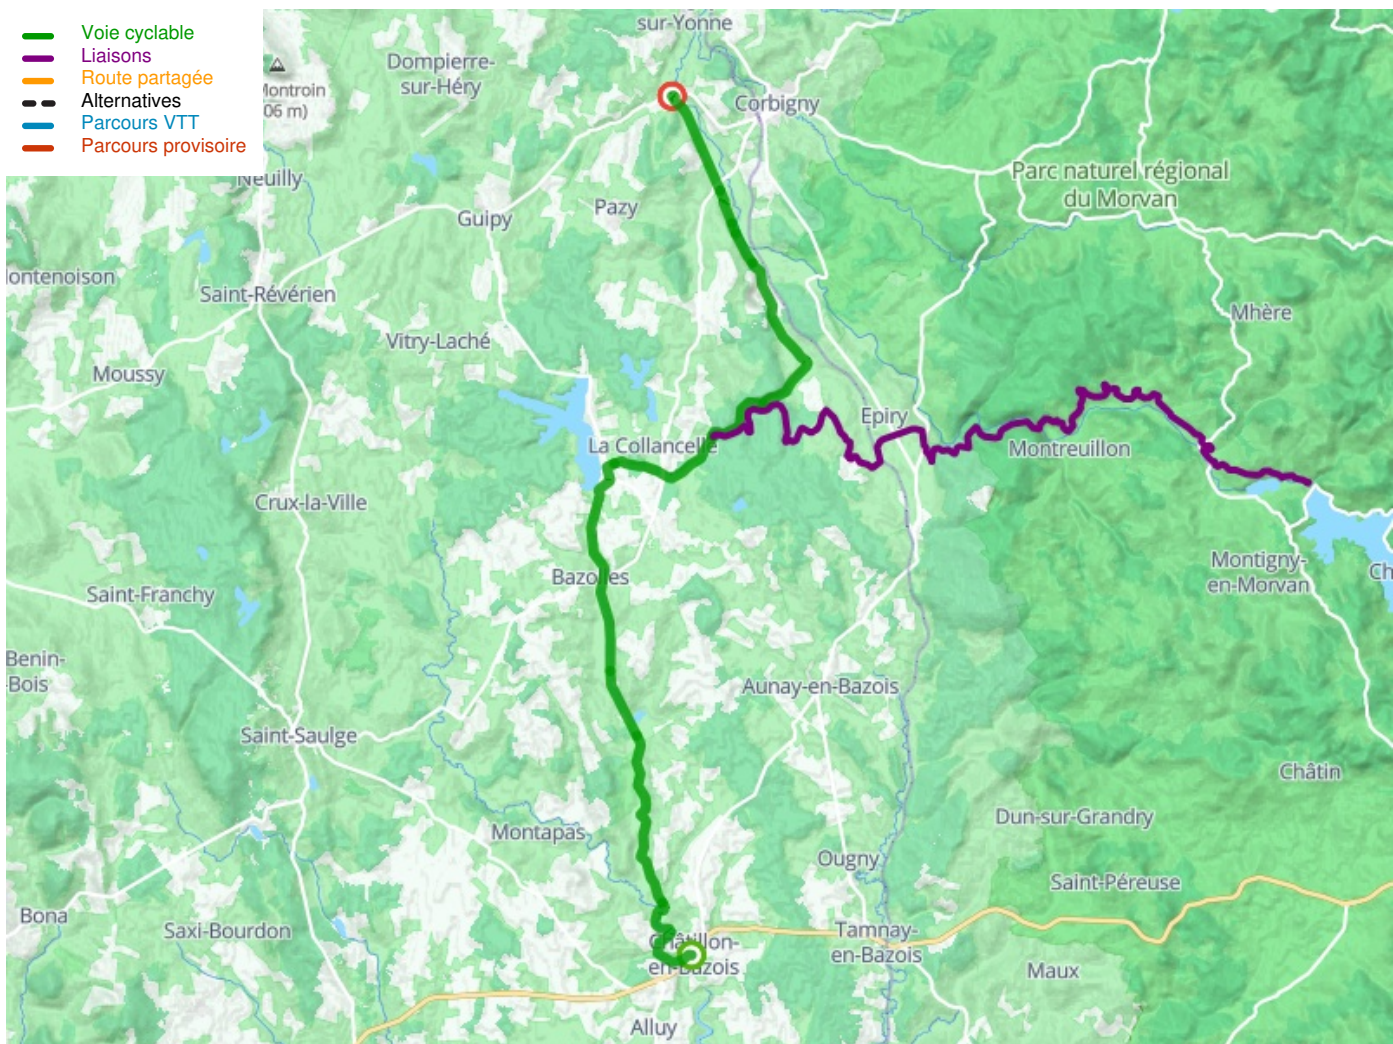 Voie cyclable
Liaisons
Route partagée
Alternatives
Parcours VTT
Parcours provisoire
sur-Yonne
Dompierre-
sur-Héry
Corbigny
Neuilly
Parc naturel régional
du Morvan
Pazy
Guipy
Saint-Révérien
Mhère
Vitry-Laché
Moussy
Epiry
La Collancelle
Montreuillon
Crux-la-Ville
Montigny-
en-Morvan
Bazolles
Saint-Franchy
Benin-
Bois
Aunay-en-Bazois
Saint-Saulge
Châtin
Dun-sur-Grandry
Montapas
Ougny
Saint-Péreuse
Bona
Saxi-Bourdon
Tamnay-
en-Bazois
Châtillon-
en-Bazois
Maux
Alluy